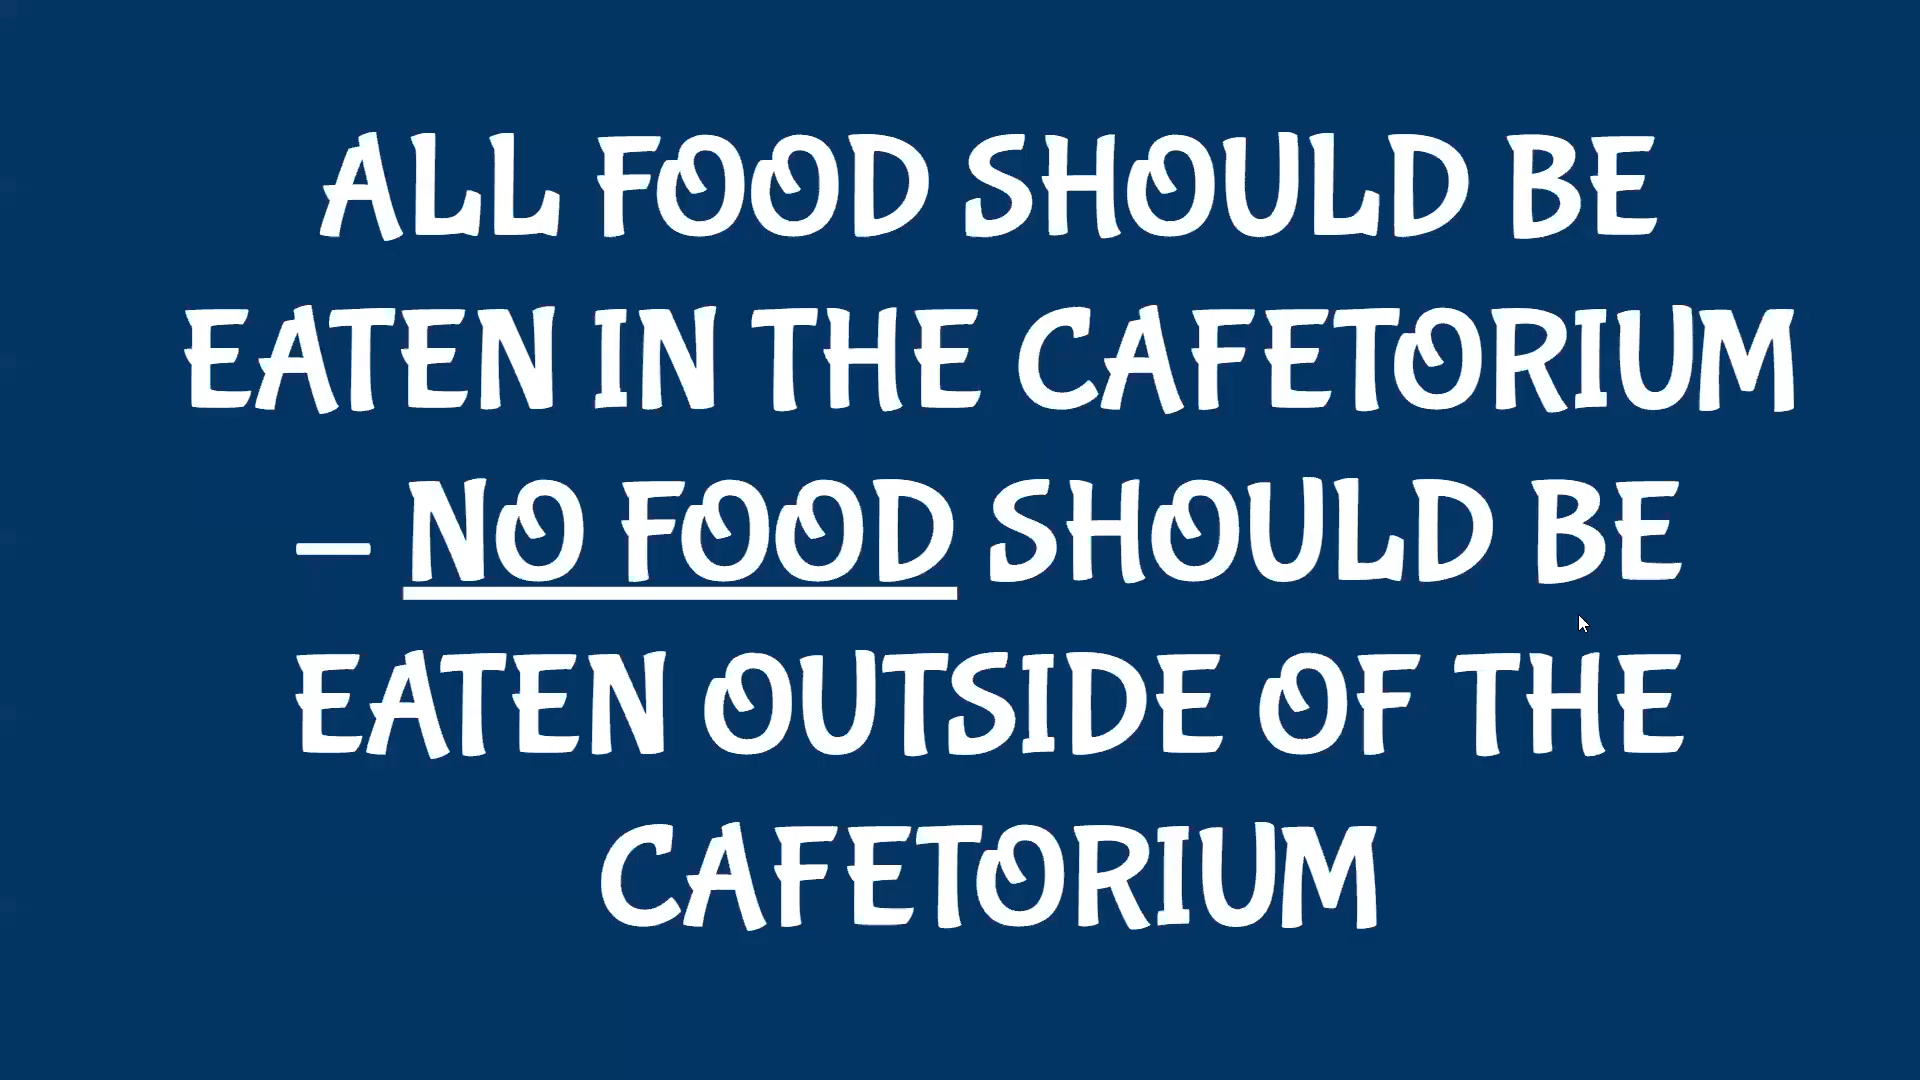 ALL FOOD SHOULD BE
EATEN IN THE CAFETORIUM
– NO FOOD SHOULD BE
EATEN OUTSIDE OF THE
CAFETORIUM